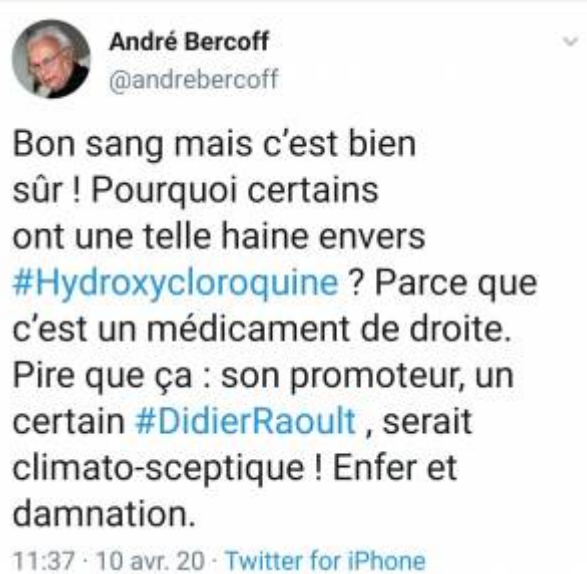 André Bercoff
@andrebercoff
Bon sang mais c’est bien
sûr ! Pourquoi certains
ont une telle haine envers
#Hydroxycloroquine ? Parce que
c’est un médicament de droite.
Pire que ça : son promoteur, un
certain #DidierRaoult , serait
climato-sceptique ! Enfer et
damnation.
11:37 · 10 avr. 20 · Twitter for iPhone